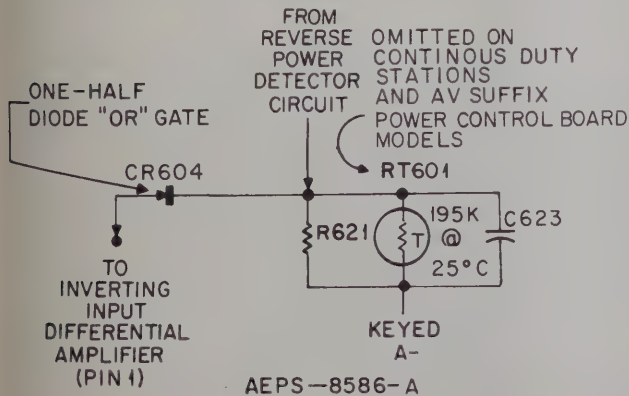 FROM
REVERSE
POWER
DETECTOR
CIRCUIT
OMITTED ON
CONTINOUS DUTY
STATIONS
AND AV SUFFIX
POWER CONTROL BOARD
MODELS
ONE-HALF
DIODE "OR" GATE
CR604
RT601
R621
T
195K
@
25°C
C623
TO
INVERTING
INPUT
DIFFERENTIAL
AMPLIFIER
(PIN 1)
KEYED
A-
AEPS-8586-A